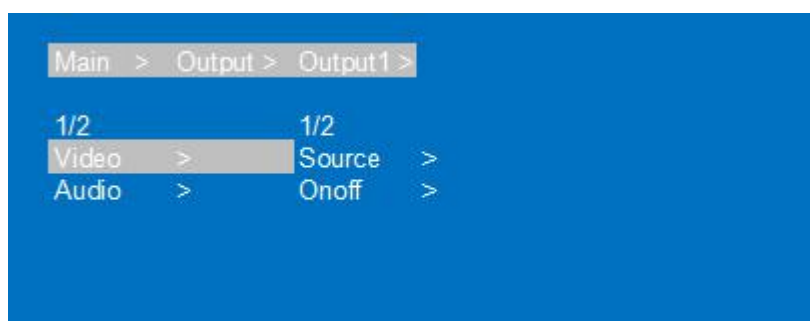 Main > Output > Output1 >
1/2 1/2
Video > Source >
Audio > Onoff >